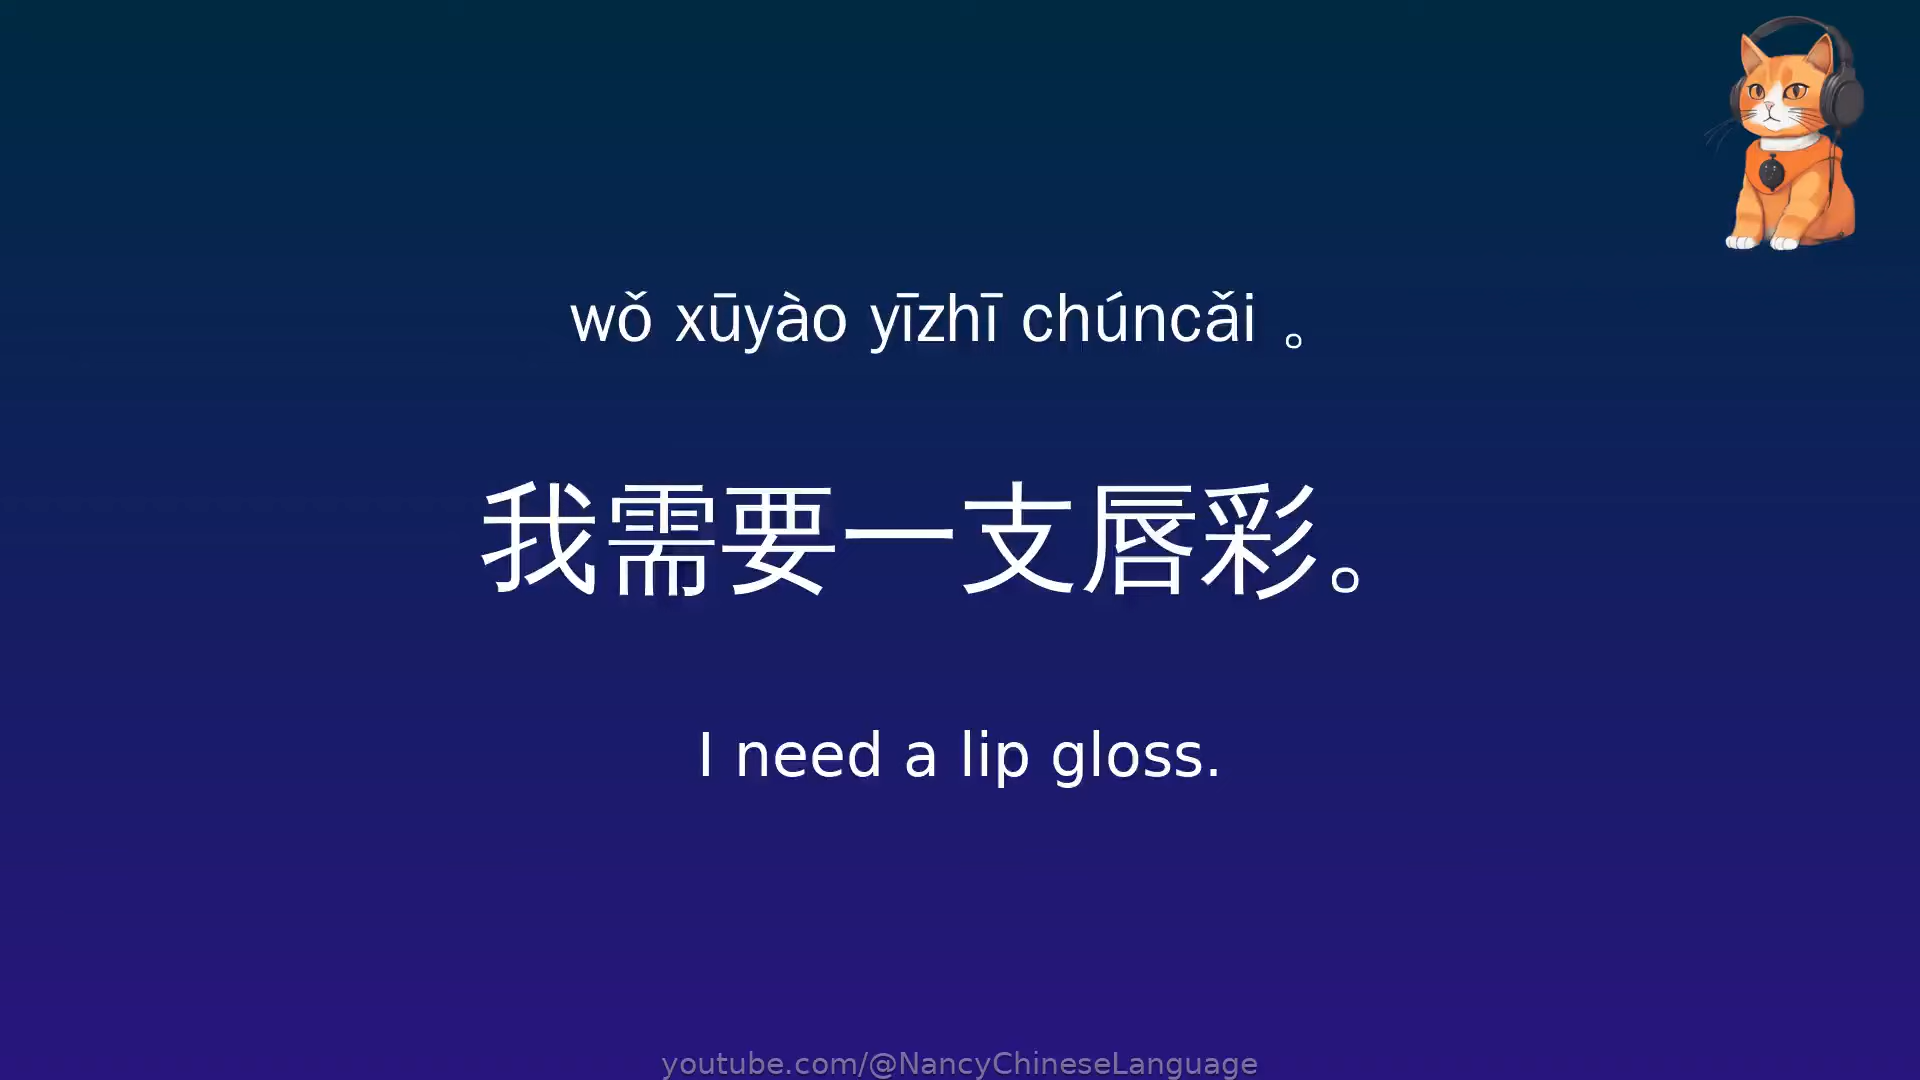 wǒ xūyào yīzhī chúncǎi 。
我需要一支唇彩。
I need a lip gloss.
youtube.com/@NancyChineseLanguage